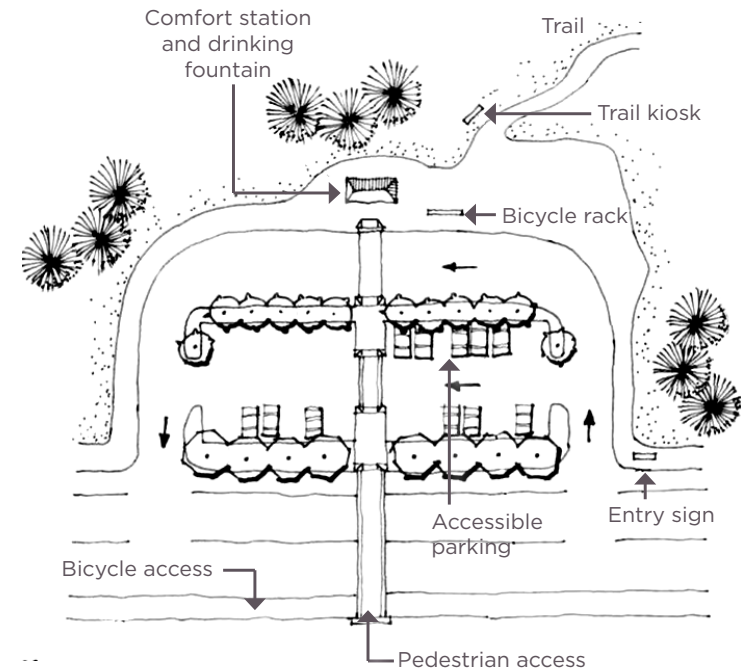 Comfort station
and drinking
fountain
Trail
Trail kiosk
Bicycle rack
Accessible
parking
Entry sign
Bicycle access
Pedestrian access